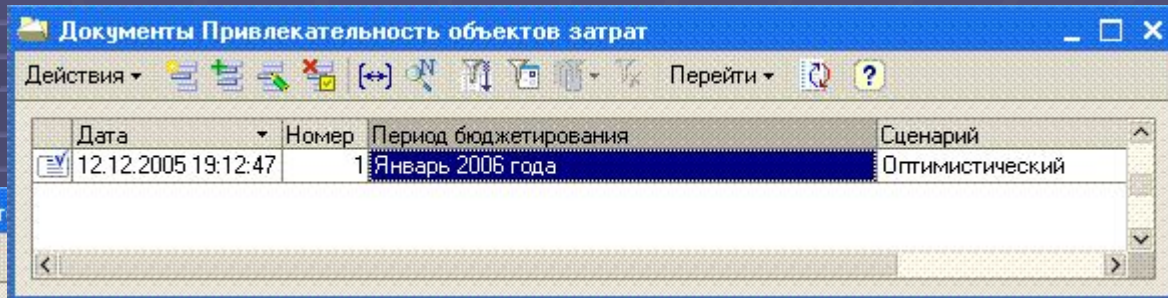 Документы Привлекательность объектов затрат
Действия Перейти ?
Дата Номер Период бюджетирования Сценарий
12.12.2005 19:12:47 1 Январь 2006 года Оптимистический